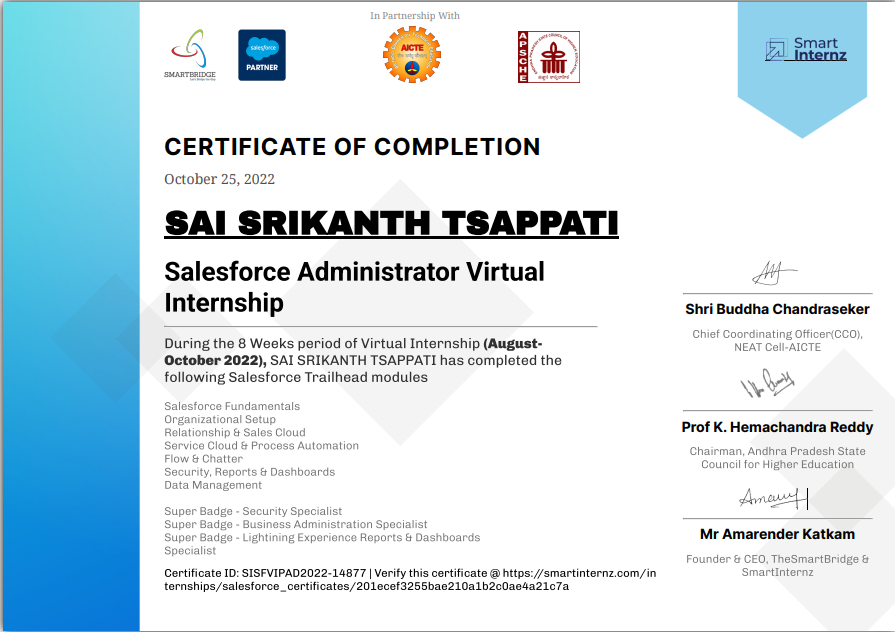 In Partnership With
SMARTBRIDGE
Let's Bridge the Gap
salesforce
PARTNER
AICTE
APSCHE
Smart
Internz
CERTIFICATE OF COMPLETION
October 25, 2022
SAI SRIKANTH TSAPPATI
Salesforce Administrator Virtual
Internship
During the 8 Weeks period of Virtual Internship (August-
October 2022), SAI SRIKANTH TSAPPATI has completed the
following Salesforce Trailhead modules
Salesforce Fundamentals
Organizational Setup
Relationship & Sales Cloud
Service Cloud & Process Automation
Flow & Chatter
Security, Reports & Dashboards
Data Management
Super Badge - Security Specialist
Super Badge - Business Administration Specialist
Super Badge - Lightining Experience Reports & Dashboards
Specialist
Certificate ID: SISFVIPAD2022-14877 | Verify this certificate @ https://smartinternz.com/in
ternships/salesforce_certificates/201ecef3255bae210a1b2c0ae4a21c7a
Shri Buddha Chandraseker
Chief Coordinating Officer(CCO),
NEAT Cell-AICTE
Prof K. Hemachandra Reddy
Chairman, Andhra Pradesh State
Council for Higher Education
Mr Amarender Katkam
Founder & CEO, TheSmartBridge &
SmartInternz